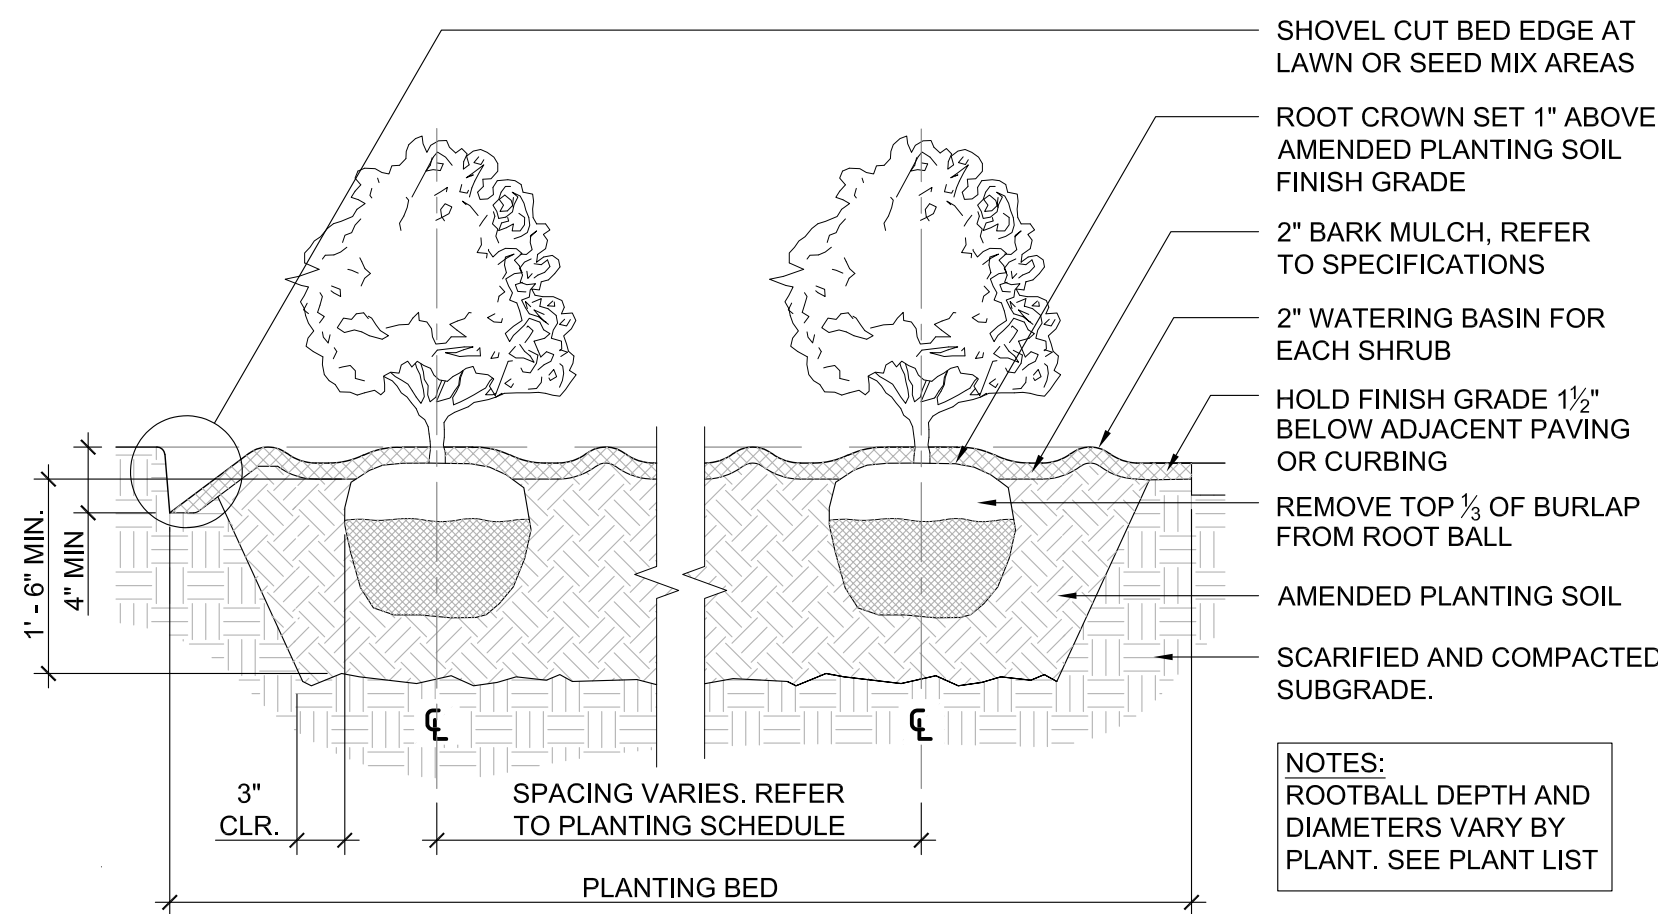 SHOVEL CUT BED EDGE AT
LAWN OR SEED MIX AREAS
ROOT CROWN SET 1" ABOVE
AMENDED PLANTING SOIL
FINISH GRADE
2" BARK MULCH, REFER
TO SPECIFICATIONS
2" WATERING BASIN FOR
EACH SHRUB
HOLD FINISH GRADE 1½"
BELOW ADJACENT PAVING
OR CURBING
REMOVE TOP ⅓ OF BURLAP
FROM ROOT BALL
AMENDED PLANTING SOIL
SCARIFIED AND COMPACTED
SUBGRADE.
NOTES:
ROOTBALL DEPTH AND
DIAMETERS VARY BY
PLANT. SEE PLANT LIST
1' - 6" MIN.
4" MIN
℄
℄
3"
CLR.
SPACING VARIES. REFER
TO PLANTING SCHEDULE
PLANTING BED